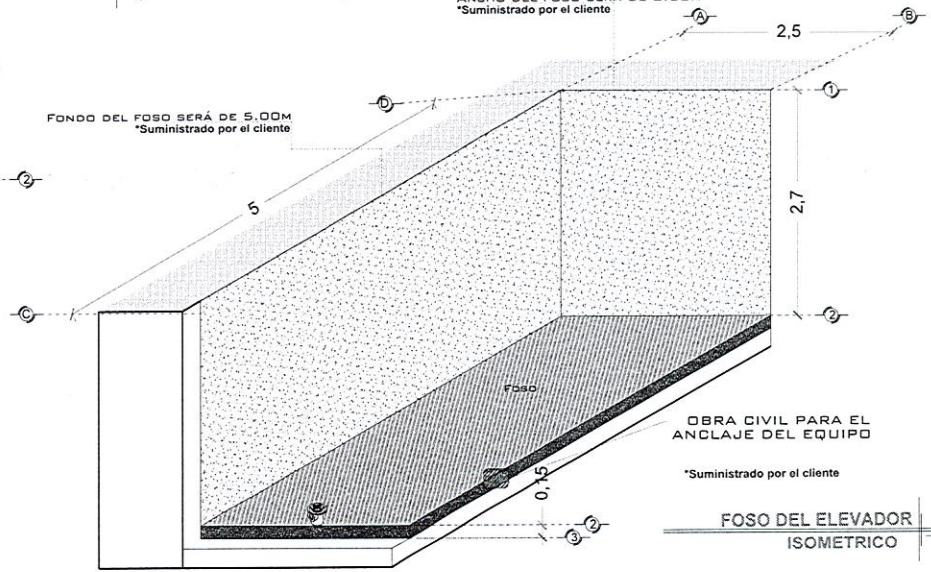 *Suministrado por el cliente
A
B
2,5
D
1
FONDO DEL FOSO SERÁ DE 5.00M
*Suministrado por el cliente
2
5
2,7
C
2
FOSO
OBRA CIVIL PARA EL
ANCLAJE DEL EQUIPO
*Suministrado por el cliente
0,15
2
3
FOSO DEL ELEVADOR
ISOMETRICO